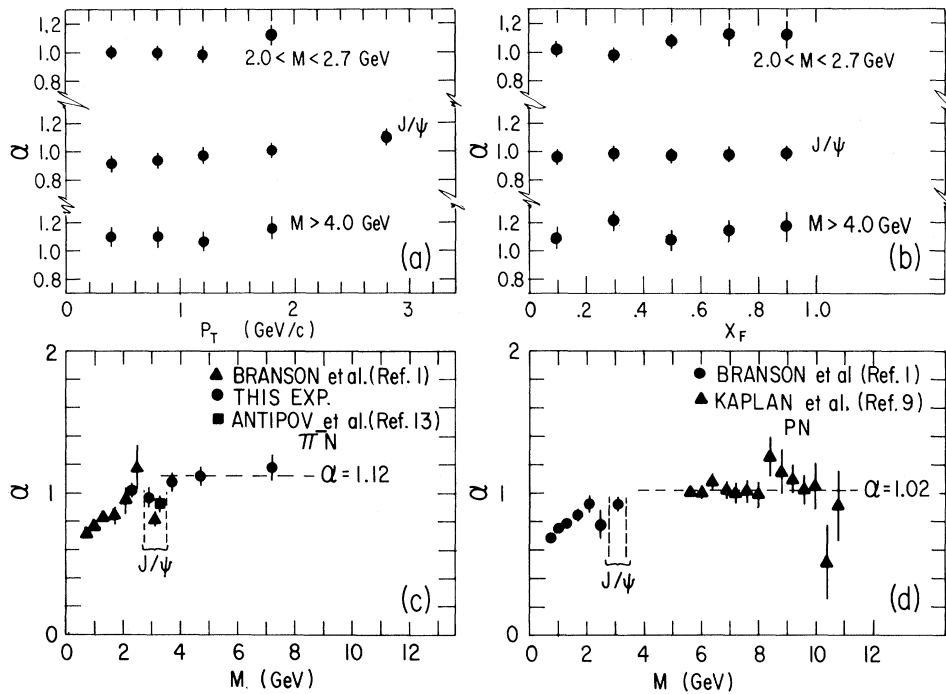 1.2
1.0
0.8
2.0 < M < 2.7 GeV
α
1.2
1.0
0.8
J/ψ
1.2
1.0
0.8
M > 4.0 GeV
(a)
0 1 2 3
P_T (GeV/c)
1.2
1.0
0.8
2.0 < M < 2.7 GeV
α
1.2
1.0
0.8
J/ψ
1.2
1.0
0.8
M > 4.0 GeV
(b)
0 .2 .4 .6 .8 1.0
X_F
2
▲ BRANSON et al. (Ref. 1)
● THIS EXP.
■ ANTIPOV et al. (Ref. 13)
π⁻N
α = 1.12
α
1
J/ψ
(c)
0
0 2 4 6 8 10 12
M (GeV)
2
● BRANSON et al (Ref. 1)
▲ KAPLAN et al. (Ref. 9)
PN
α = 1.02
α
1
J/ψ
(d)
0
0 2 4 6 8 10 12
M (GeV)